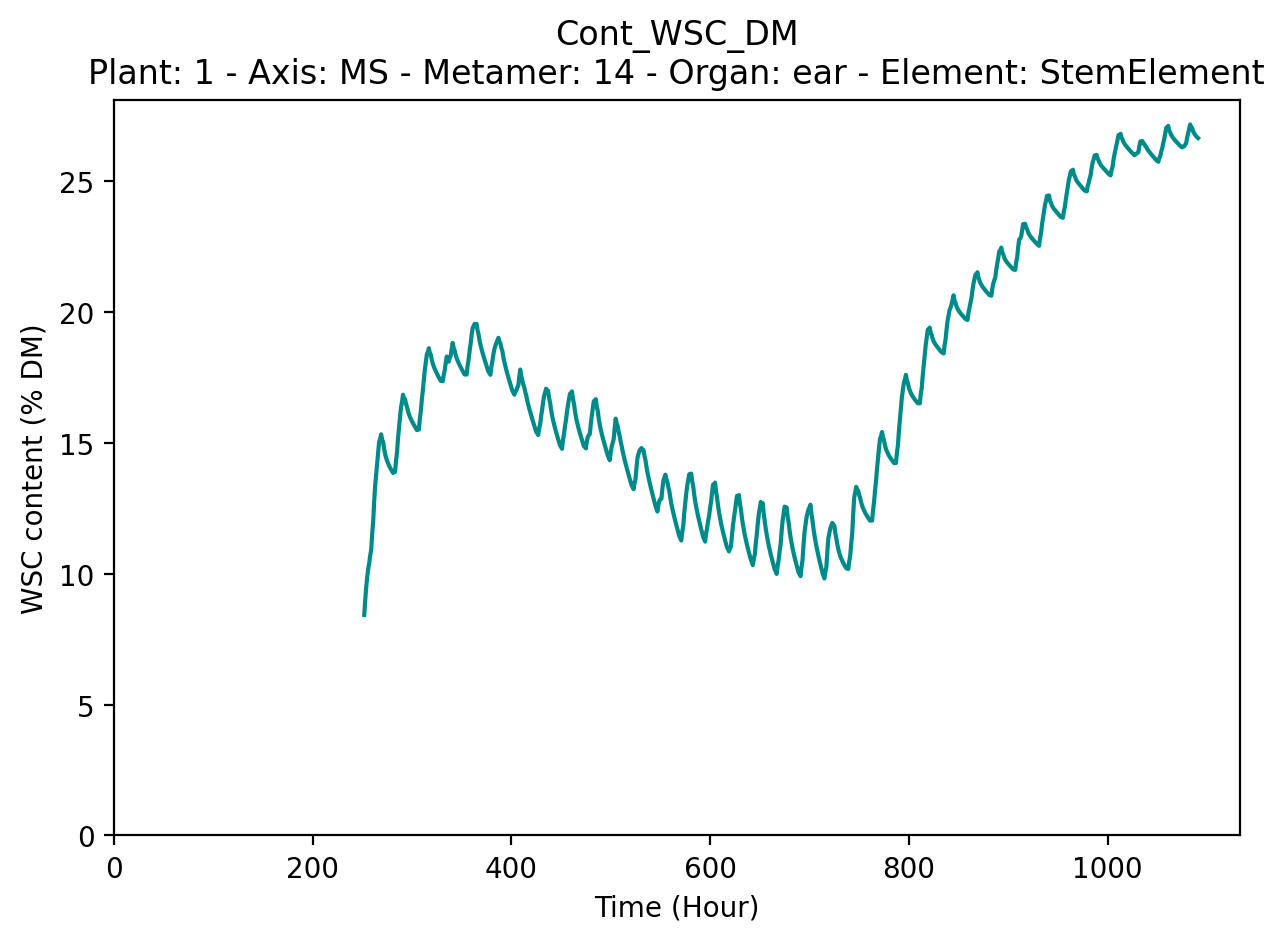 Cont_WSC_DM
Plant: 1 - Axis: MS - Metamer: 14 - Organ: ear - Element: StemElement
25
20
15
10
5
0
WSC content (% DM)
0 200 400 600 800 1000
Time (Hour)